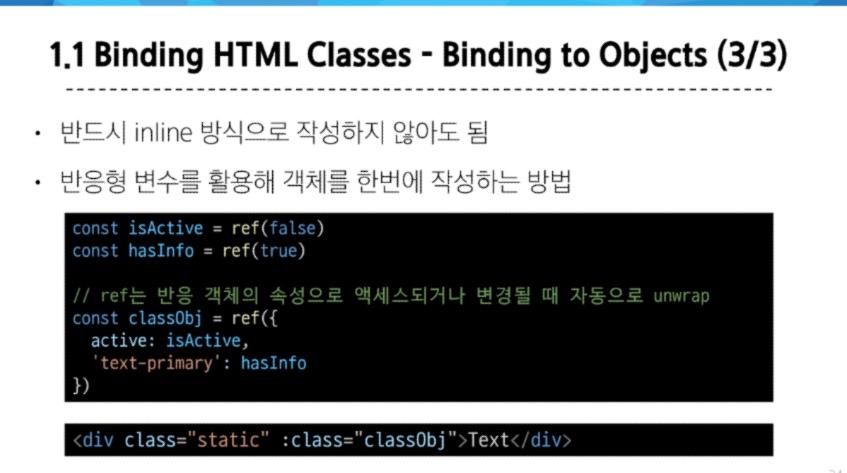 1.1 Binding HTML Classes - Binding to Objects (3/3)
• 반드시 inline 방식으로 작성하지 않아도 됨
• 반응형 변수를 활용해 객체를 한번에 작성하는 방법
const isActive = ref(false)
const hasInfo = ref(true)
// ref는 반응 객체의 속성으로 액세스되거나 변경될 때 자동으로 unwrap
const classObj = ref({
  active: isActive,
  'text-primary': hasInfo
})
<div class="static" :class="classObj">Text</div>